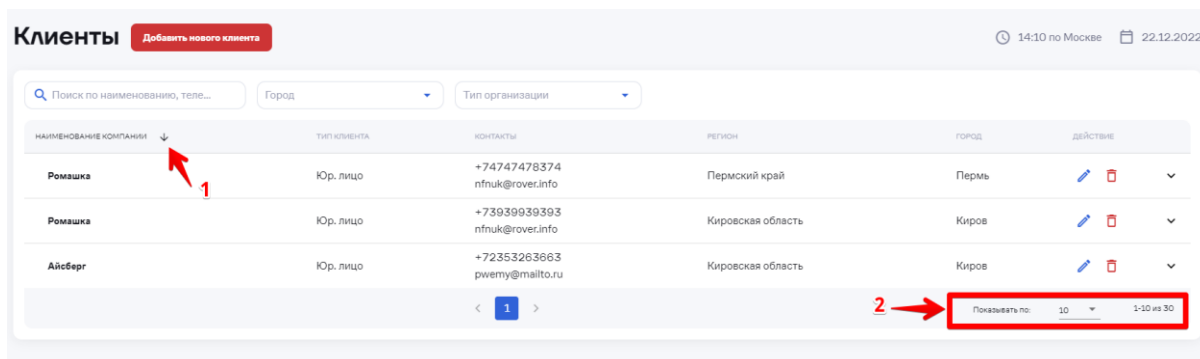 Клиенты Добавить нового клиента 14:10 по Москве 22.12.2022
Поиск по наименованию, теле... Город Тип организации
НАИМЕНОВАНИЕ КОМПАНИИ ТИП КЛИЕНТА КОНТАКТЫ РЕГИОН ГОРОД ДЕЙСТВИЕ
1
Ромашка Юр. лицо +74747478374 Пермский край Пермь
nfnuk@rover.info
Ромашка Юр. лицо +73939939393 Кировская область Киров
nfnuk@rover.info
Айсберг Юр. лицо +72353263663 Кировская область Киров
pwemy@mailto.ru
< 1 > 2 Показывать по: 10 1-10 из 30